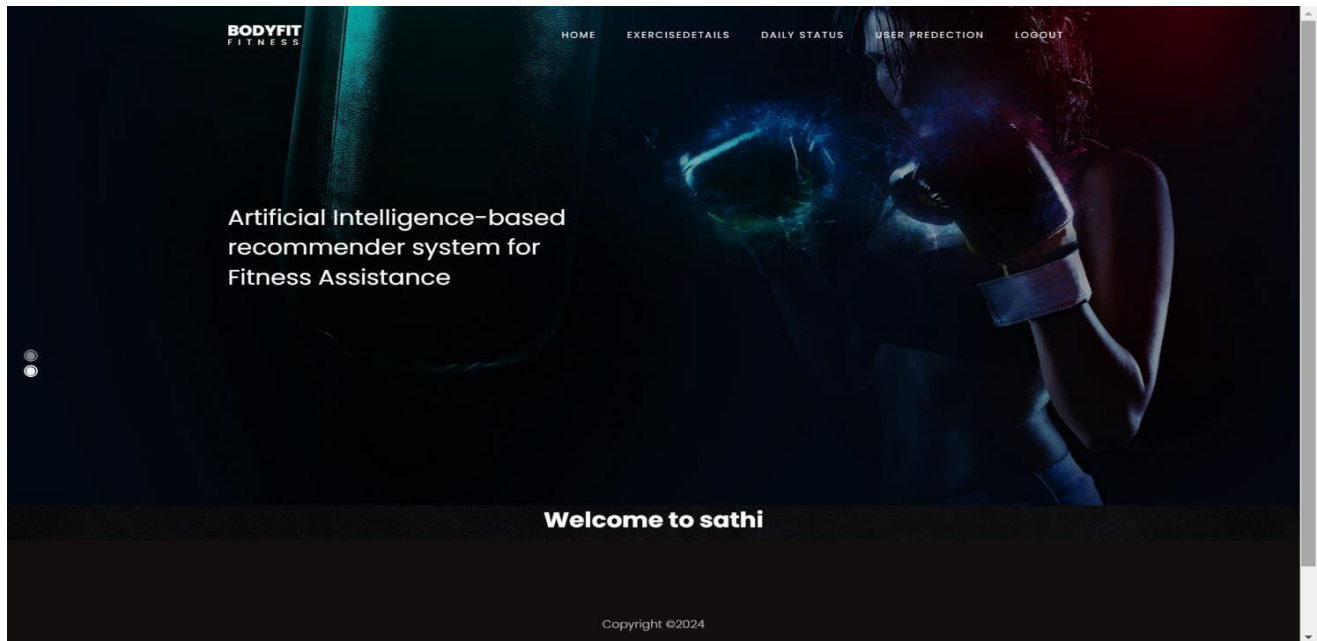 BODYFIT
FITNESS
HOME EXERCISEDETAILS DAILY STATUS USER PREDECTION LOGOUT
Artificial Intelligence-based
recommender system for
Fitness Assistance
Welcome to sathi
Copyright ©2024